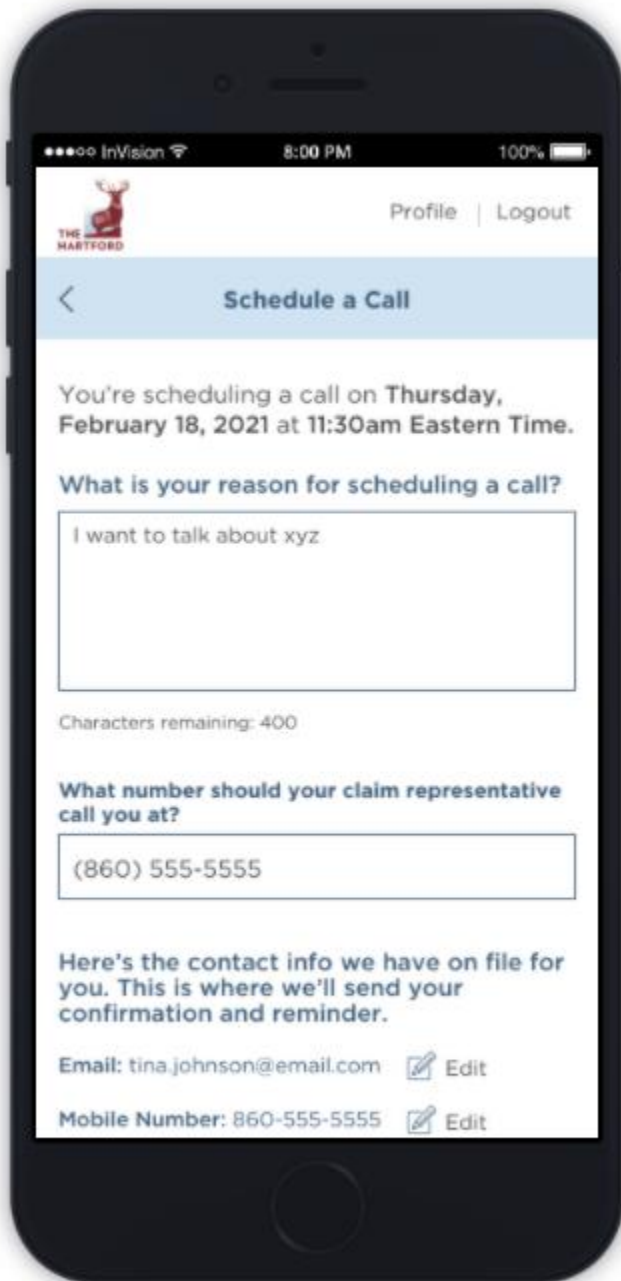 ●●●○○ InVision 8:00 PM 100%
THE HARTFORD
Profile | Logout
< Schedule a Call
You're scheduling a call on Thursday,
February 18, 2021 at 11:30am Eastern Time.
What is your reason for scheduling a call?
I want to talk about xyz
Characters remaining: 400
What number should your claim representative
call you at?
(860) 555-5555
Here's the contact info we have on file for
you. This is where we'll send your
confirmation and reminder.
Email: tina.johnson@email.com Edit
Mobile Number: 860-555-5555 Edit